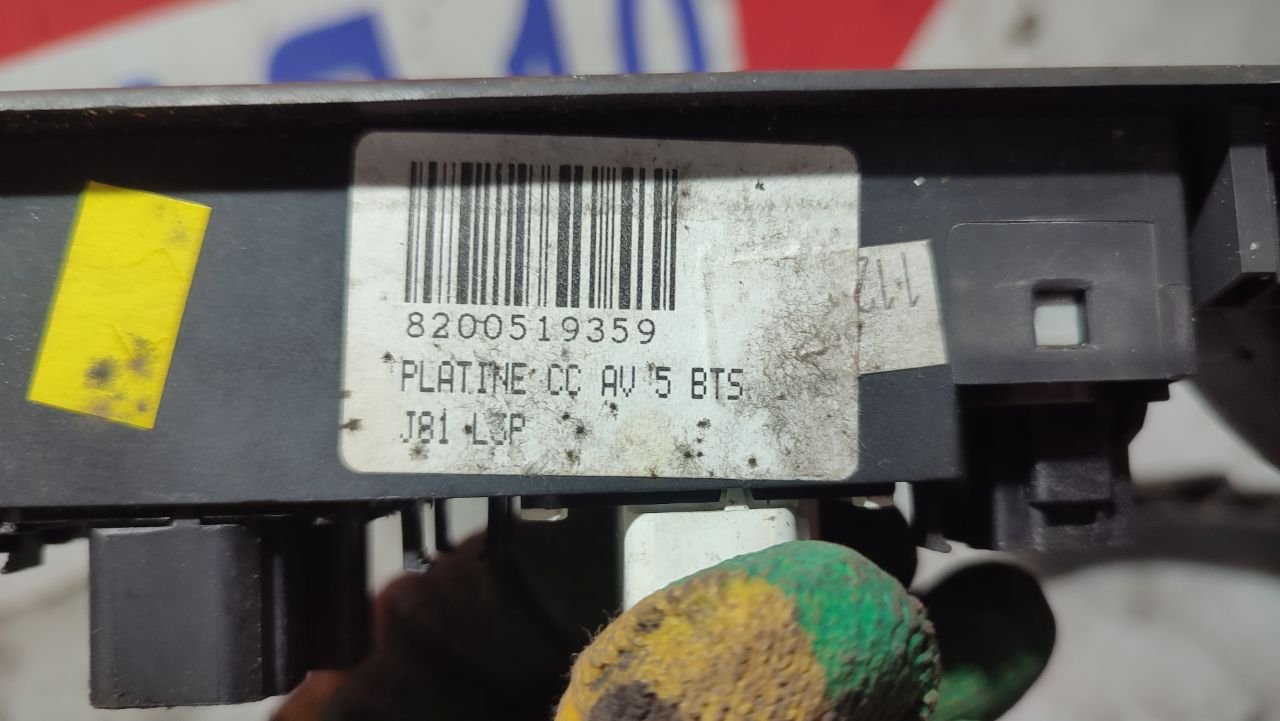 8200519359
PLATINE CC AV 5 BTS
J81 L3P